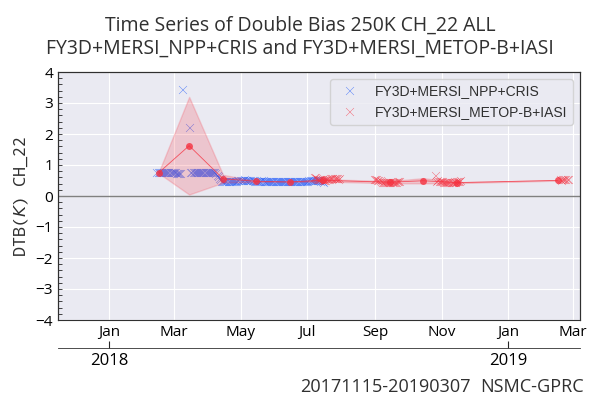 Time Series of Double Bias 250K CH_22 ALL
FY3D+MERSI_NPP+CRIS and FY3D+MERSI_METOP-B+IASI
FY3D+MERSI_NPP+CRIS
FY3D+MERSI_METOP-B+IASI
DTB(K) CH_22
4
3
2
1
0
−1
−2
−3
−4
Jan Mar May Jul Sep Nov Jan Mar
2018 2019
20171115-20190307 NSMC-GPRC